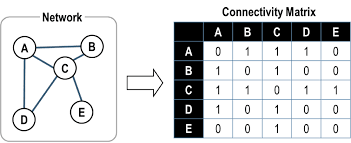 Network
A
B
C
D
E
Connectivity Matrix
A B C D E
A 0 1 1 1 0
B 1 0 1 0 0
C 1 1 0 1 1
D 1 0 1 0 0
E 0 0 1 0 0